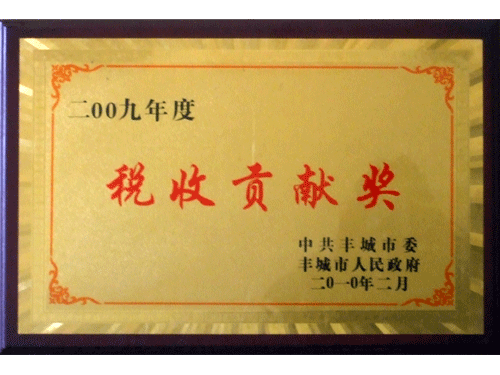 二00九年度
税收贡献奖
中共丰城市委
丰城市人民政府
二0一0年二月